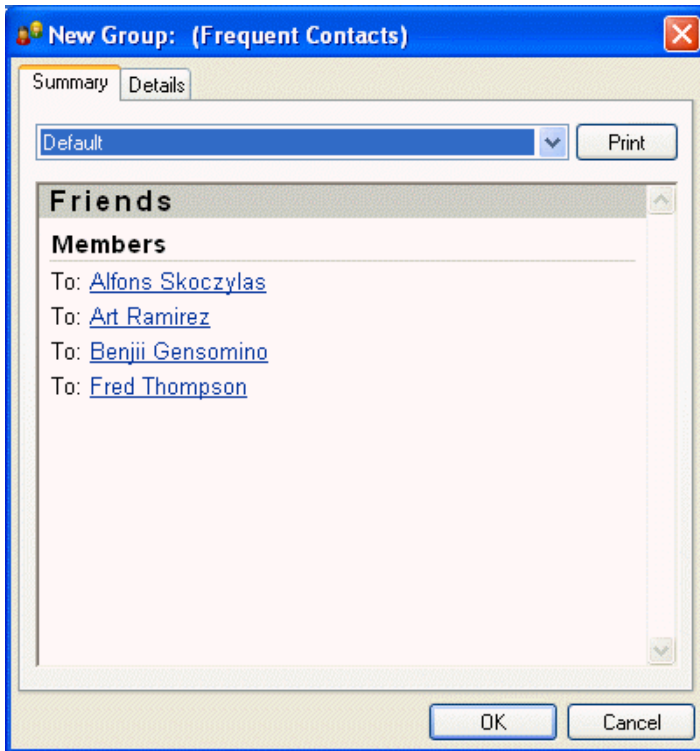 New Group: (Frequent Contacts)
Summary Details
Default Print
Friends
Members
To: Alfons Skoczylas
To: Art Ramirez
To: Benjii Gensomino
To: Fred Thompson
OK Cancel